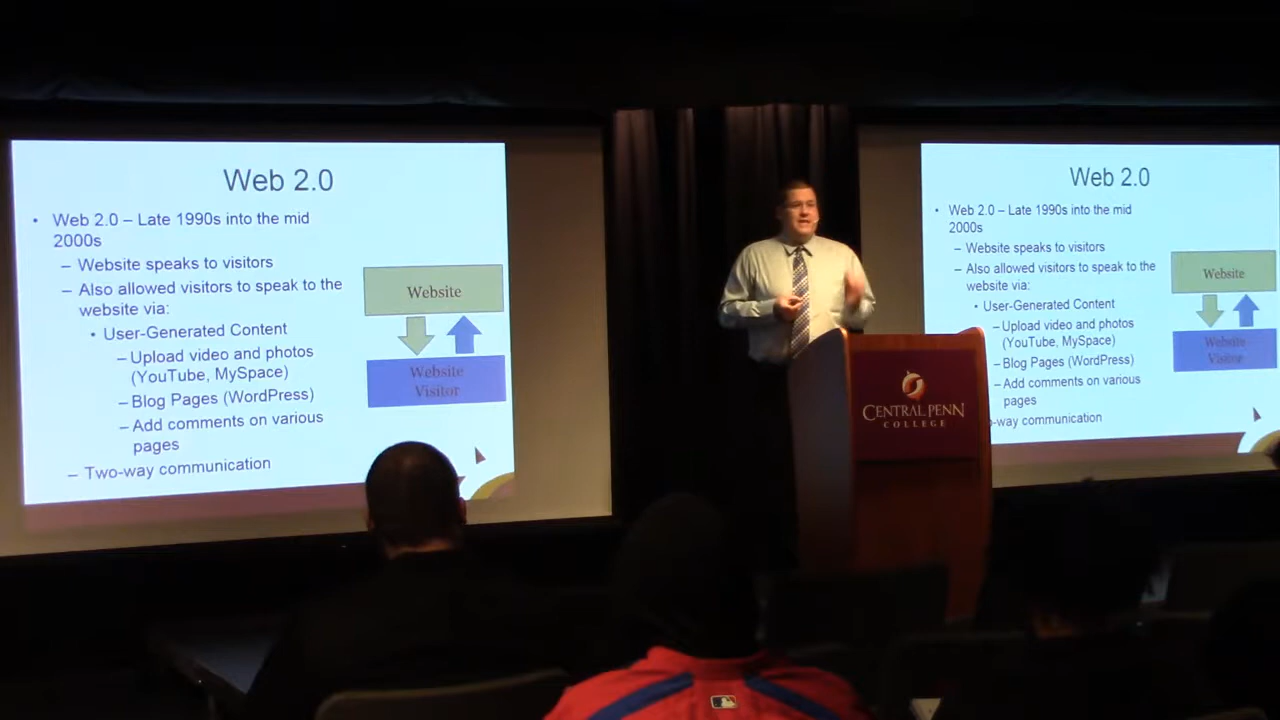 Web 2.0
• Web 2.0 – Late 1990s into the mid
2000s
– Website speaks to visitors
– Also allowed visitors to speak to the
website via:
• User-Generated Content
– Upload video and photos
(YouTube, MySpace)
– Blog Pages (WordPress)
– Add comments on various
pages
– Two-way communication
Website
Website
Visitor
CENTRAL PENN
COLLEGE
Web 2.0
• Web 2.0 – Late 1990s into the mid
2000s
– Website speaks to visitors
– Also allowed visitors to speak to the
website via:
• User-Generated Content
– Upload video and photos
(YouTube, MySpace)
– Blog Pages (WordPress)
– Add comments on various
pages
-way communication
Website
Website
Visitor